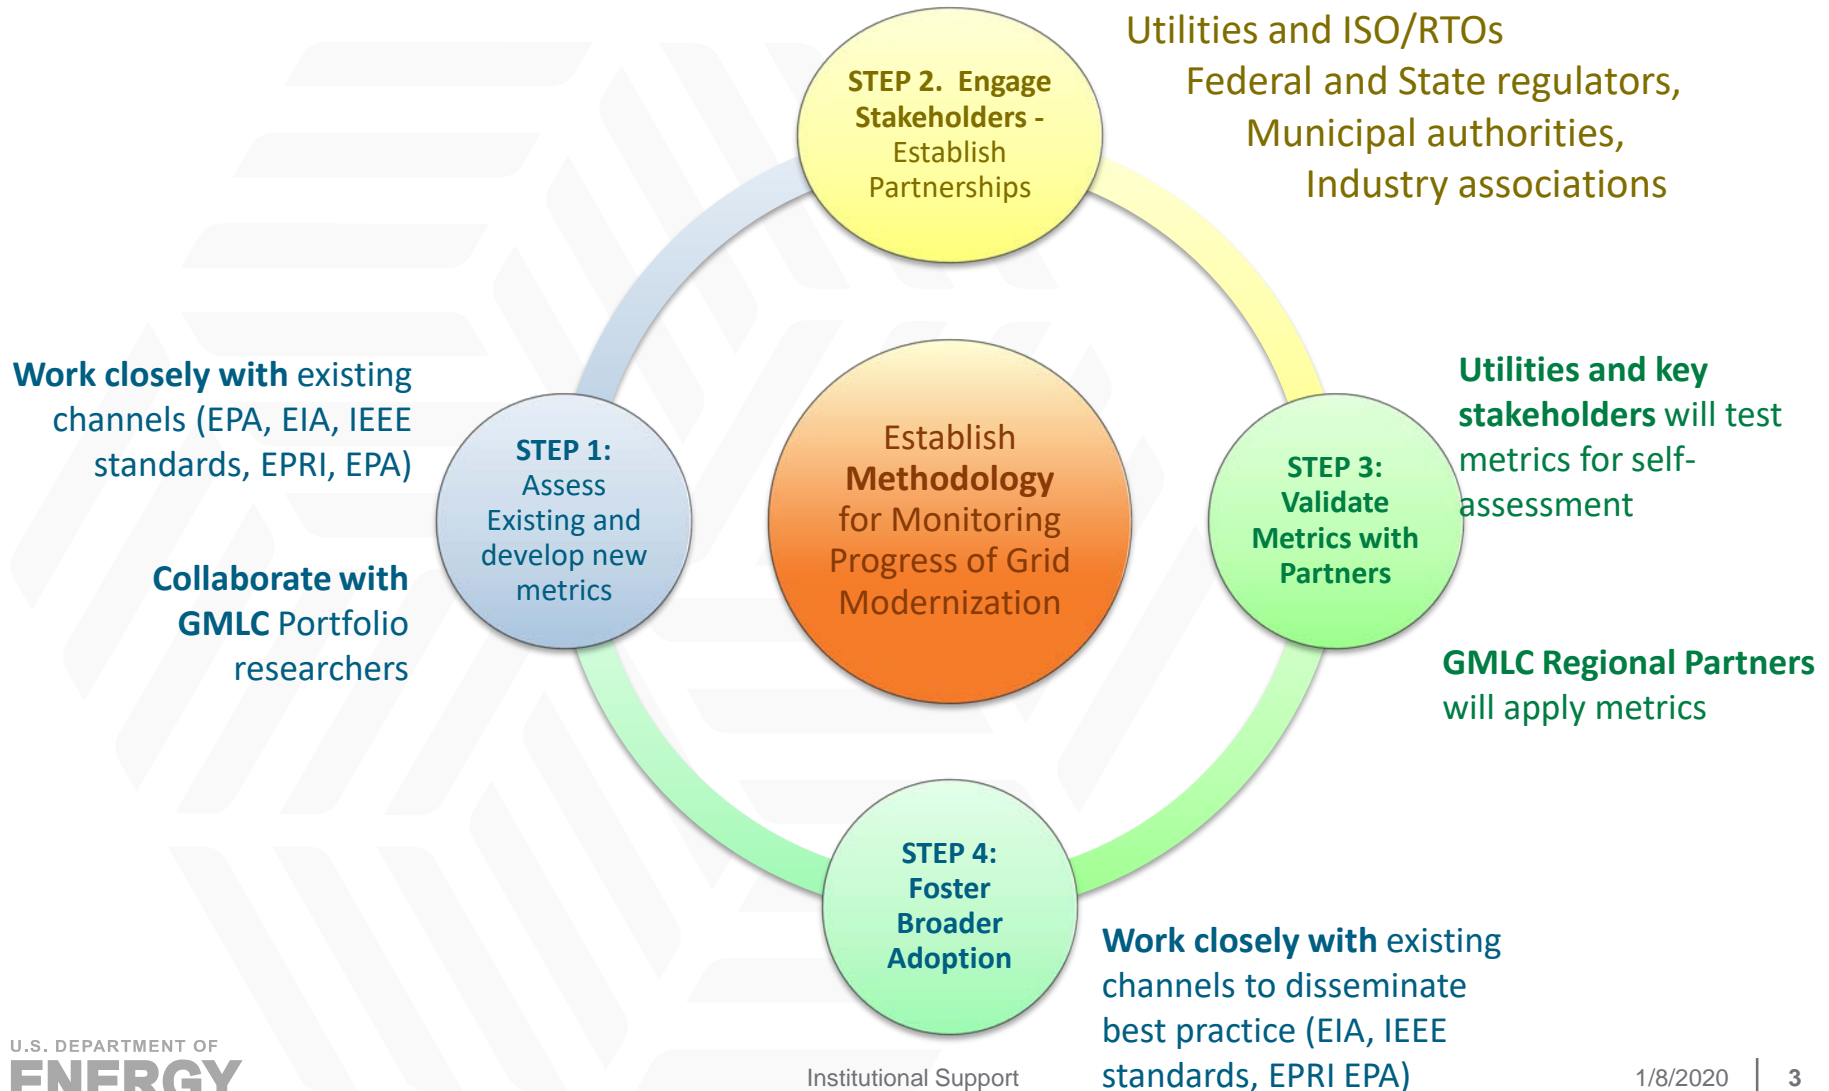 Utilities and ISO/RTOs
Federal and State regulators,
Municipal authorities,
Industry associations
STEP 2.  Engage
Stakeholders -
Establish
Partnerships
Work closely with existing
channels (EPA, EIA, IEEE
standards, EPRI, EPA)
Collaborate with
GMLC Portfolio
researchers
STEP 1:
Assess
Existing and
develop new
metrics
Establish
Methodology
for Monitoring
Progress of Grid
Modernization
STEP 3:
Validate
Metrics with
Partners
Utilities and key
stakeholders will test
metrics for self-
assessment
GMLC Regional Partners
will apply metrics
STEP 4:
Foster
Broader
Adoption
Work closely with existing
channels to disseminate
best practice (EIA, IEEE
standards, EPRI EPA)
U.S. DEPARTMENT OF
ENERGY
Institutional Support
1/8/2020
3